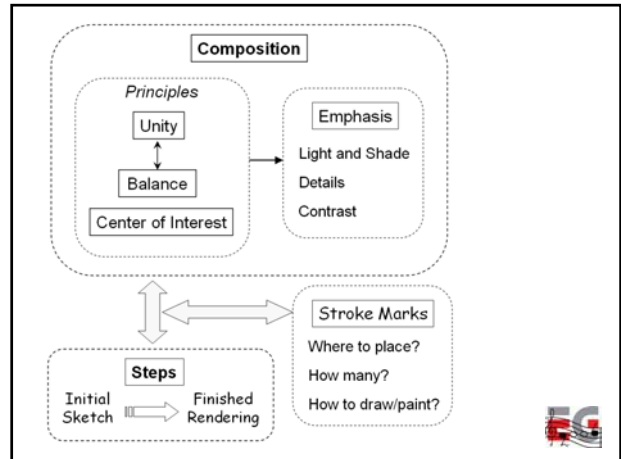 Composition
Principles
Unity
Balance
Center of Interest
Emphasis
Light and Shade
Details
Contrast
Stroke Marks
Where to place?
How many?
How to draw/paint?
Steps
Initial
Sketch
Finished
Rendering
EG